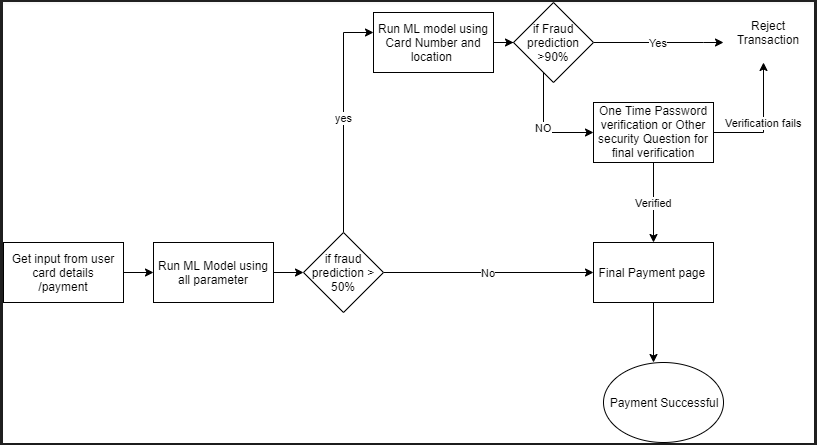 Run ML model using
Card Number and
location
if Fraud
prediction
>90%
Yes
Reject
Transaction
yes
NO
One Time Password
verification or Other
security Question for
final verification
Verification fails
Verified
Get input from user
card details
/payment
Run ML Model using
all parameter
if fraud
prediction >
50%
No
Final Payment page
Payment Successful